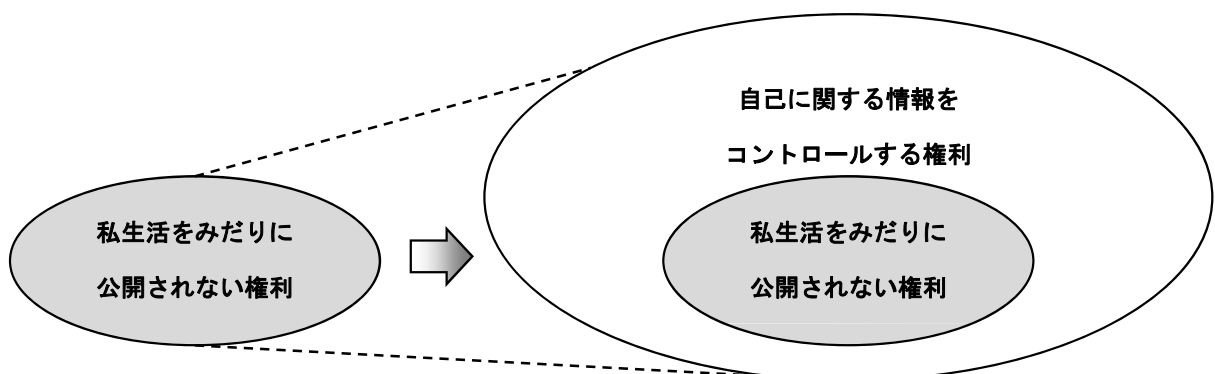 自己に関する情報を
コントロールする権利
私生活をみだりに
公開されない権利
私生活をみだりに
公開されない権利